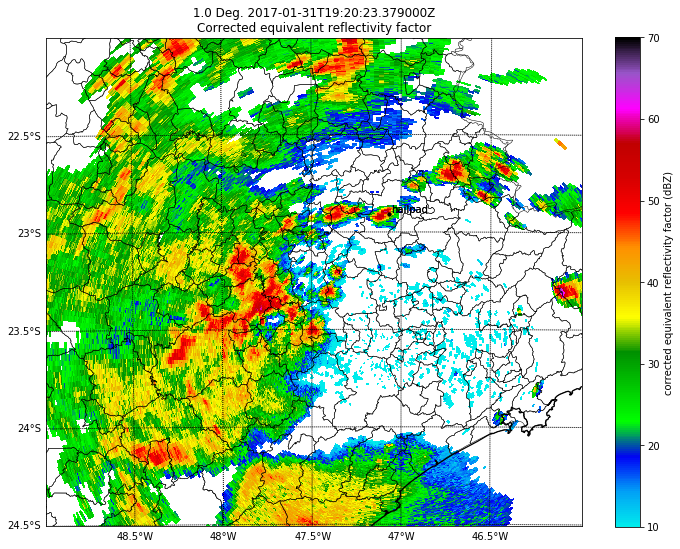 1.0 Deg. 2017-01-31T19:20:23.379000Z
Corrected equivalent reflectivity factor
22.5°S
23°S
23.5°S
24°S
24.5°S
48.5°W
48°W
47.5°W
47°W
46.5°W
hailpad
70
60
50
40
30
20
10
corrected equivalent reflectivity factor (dBZ)